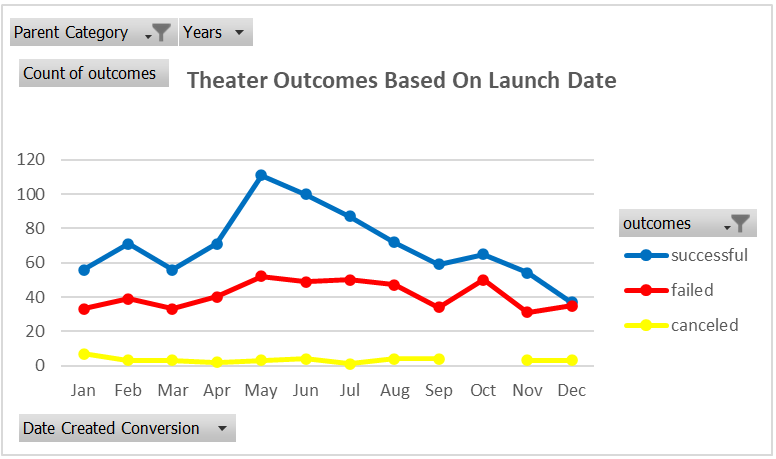 Parent Category Years
Count of outcomes
Theater Outcomes Based On Launch Date
120
100
80
60
40
20
0
Jan Feb Mar Apr May Jun Jul Aug Sep Oct Nov Dec
outcomes
successful
failed
canceled
Date Created Conversion